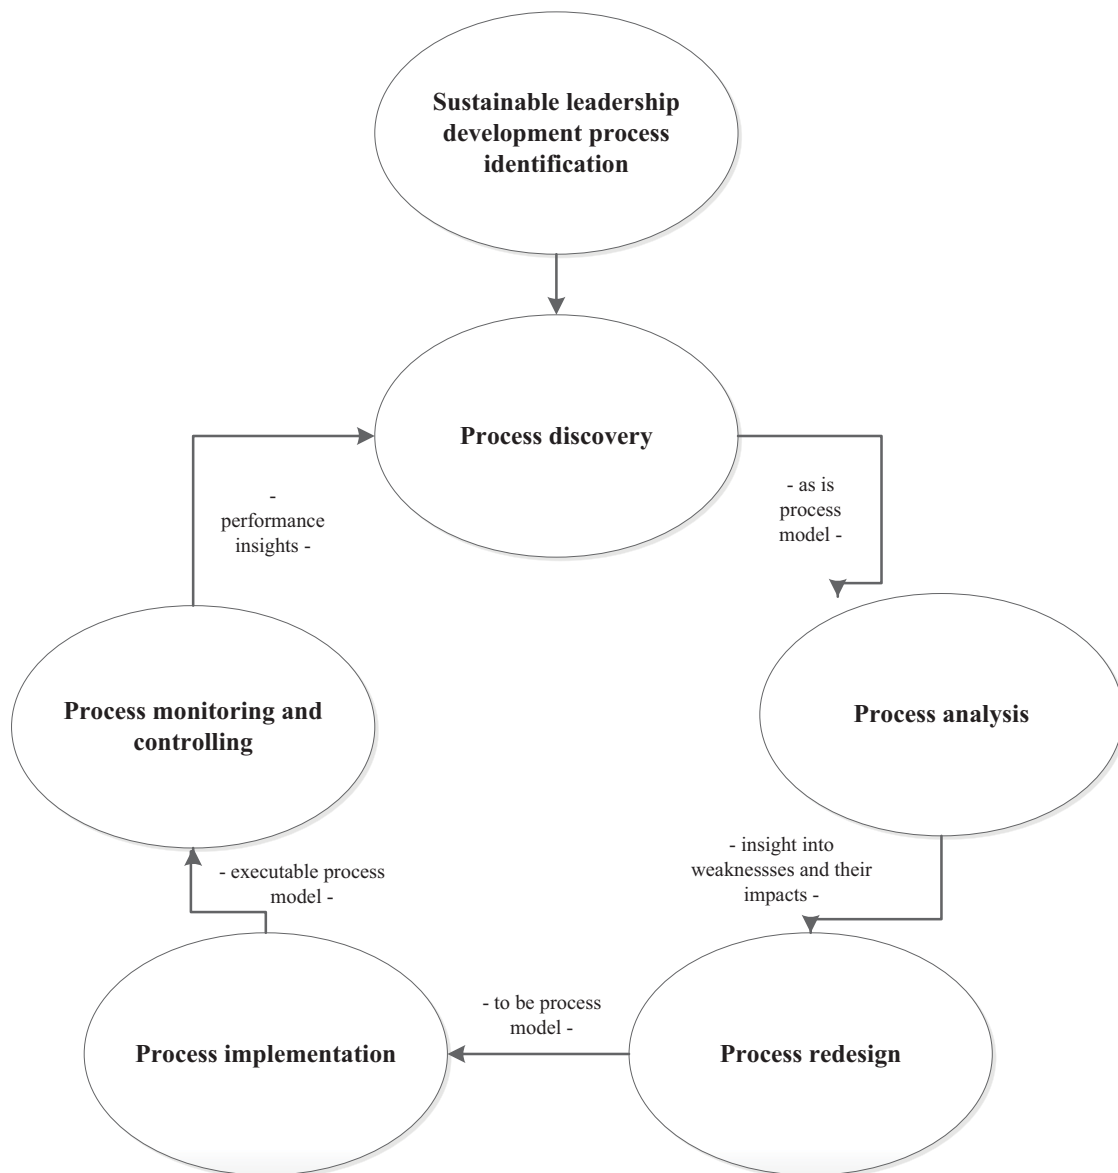 Sustainable leadership
development process
identification
Process discovery
- as is
process
model -
-
performance
insights -
Process monitoring and
controlling
Process analysis
- insight into
weaknessses and their
impacts -
- executable process
model -
- to be process
model -
Process implementation
Process redesign